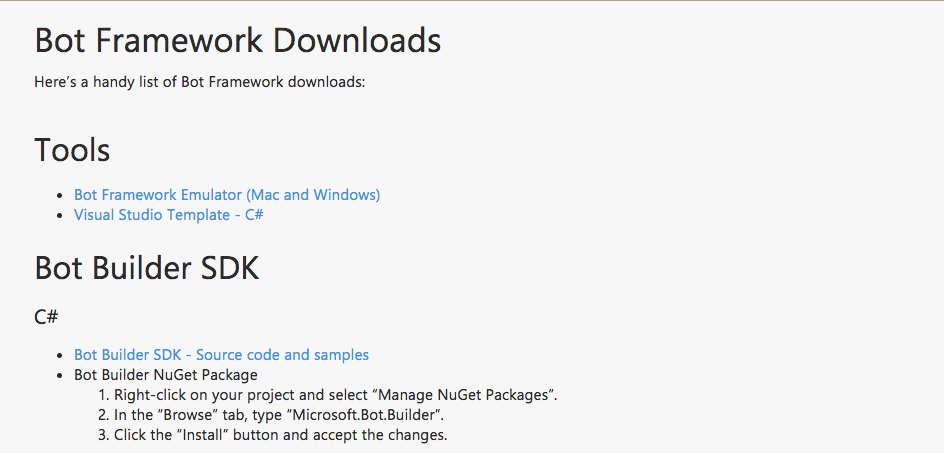 Bot Framework Downloads
Here’s a handy list of Bot Framework downloads:
Tools
• Bot Framework Emulator (Mac and Windows)
• Visual Studio Template - C#
Bot Builder SDK
C#
• Bot Builder SDK - Source code and samples
• Bot Builder NuGet Package
1. Right-click on your project and select “Manage NuGet Packages”.
2. In the “Browse” tab, type “Microsoft.Bot.Builder”.
3. Click the “Install” button and accept the changes.